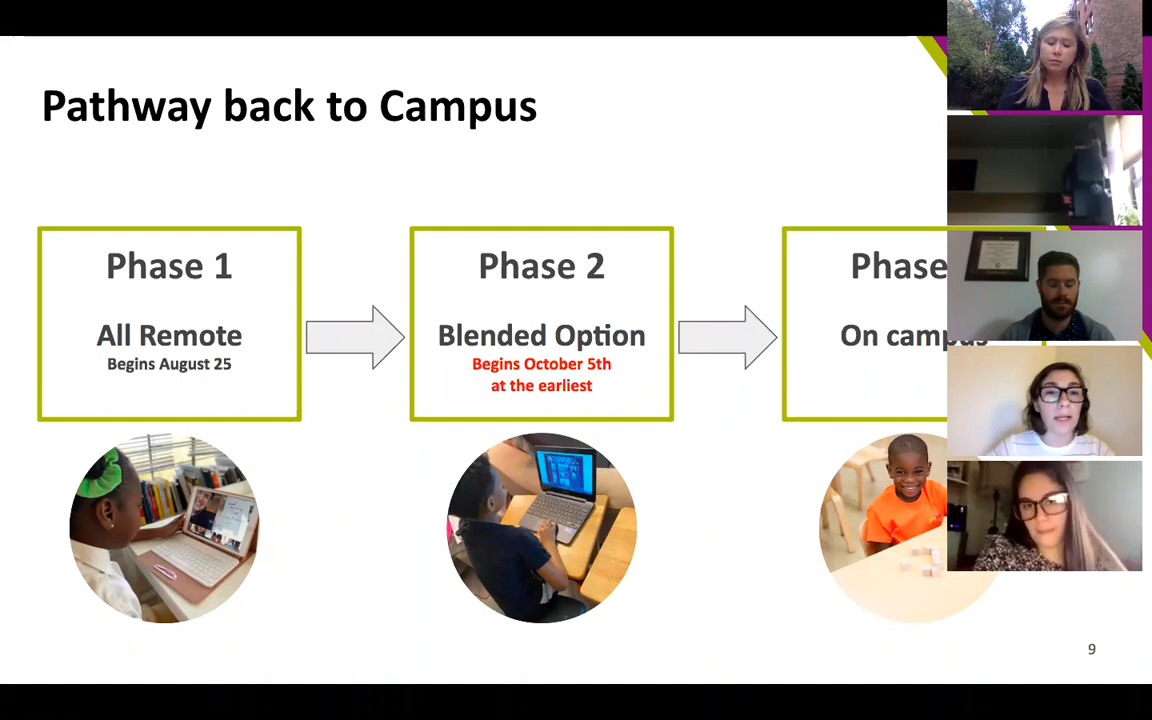 Pathway back to Campus
Phase 1
All Remote
Begins August 25
Phase 2
Blended Option
Begins October 5th
at the earliest
Phase
On campus
9